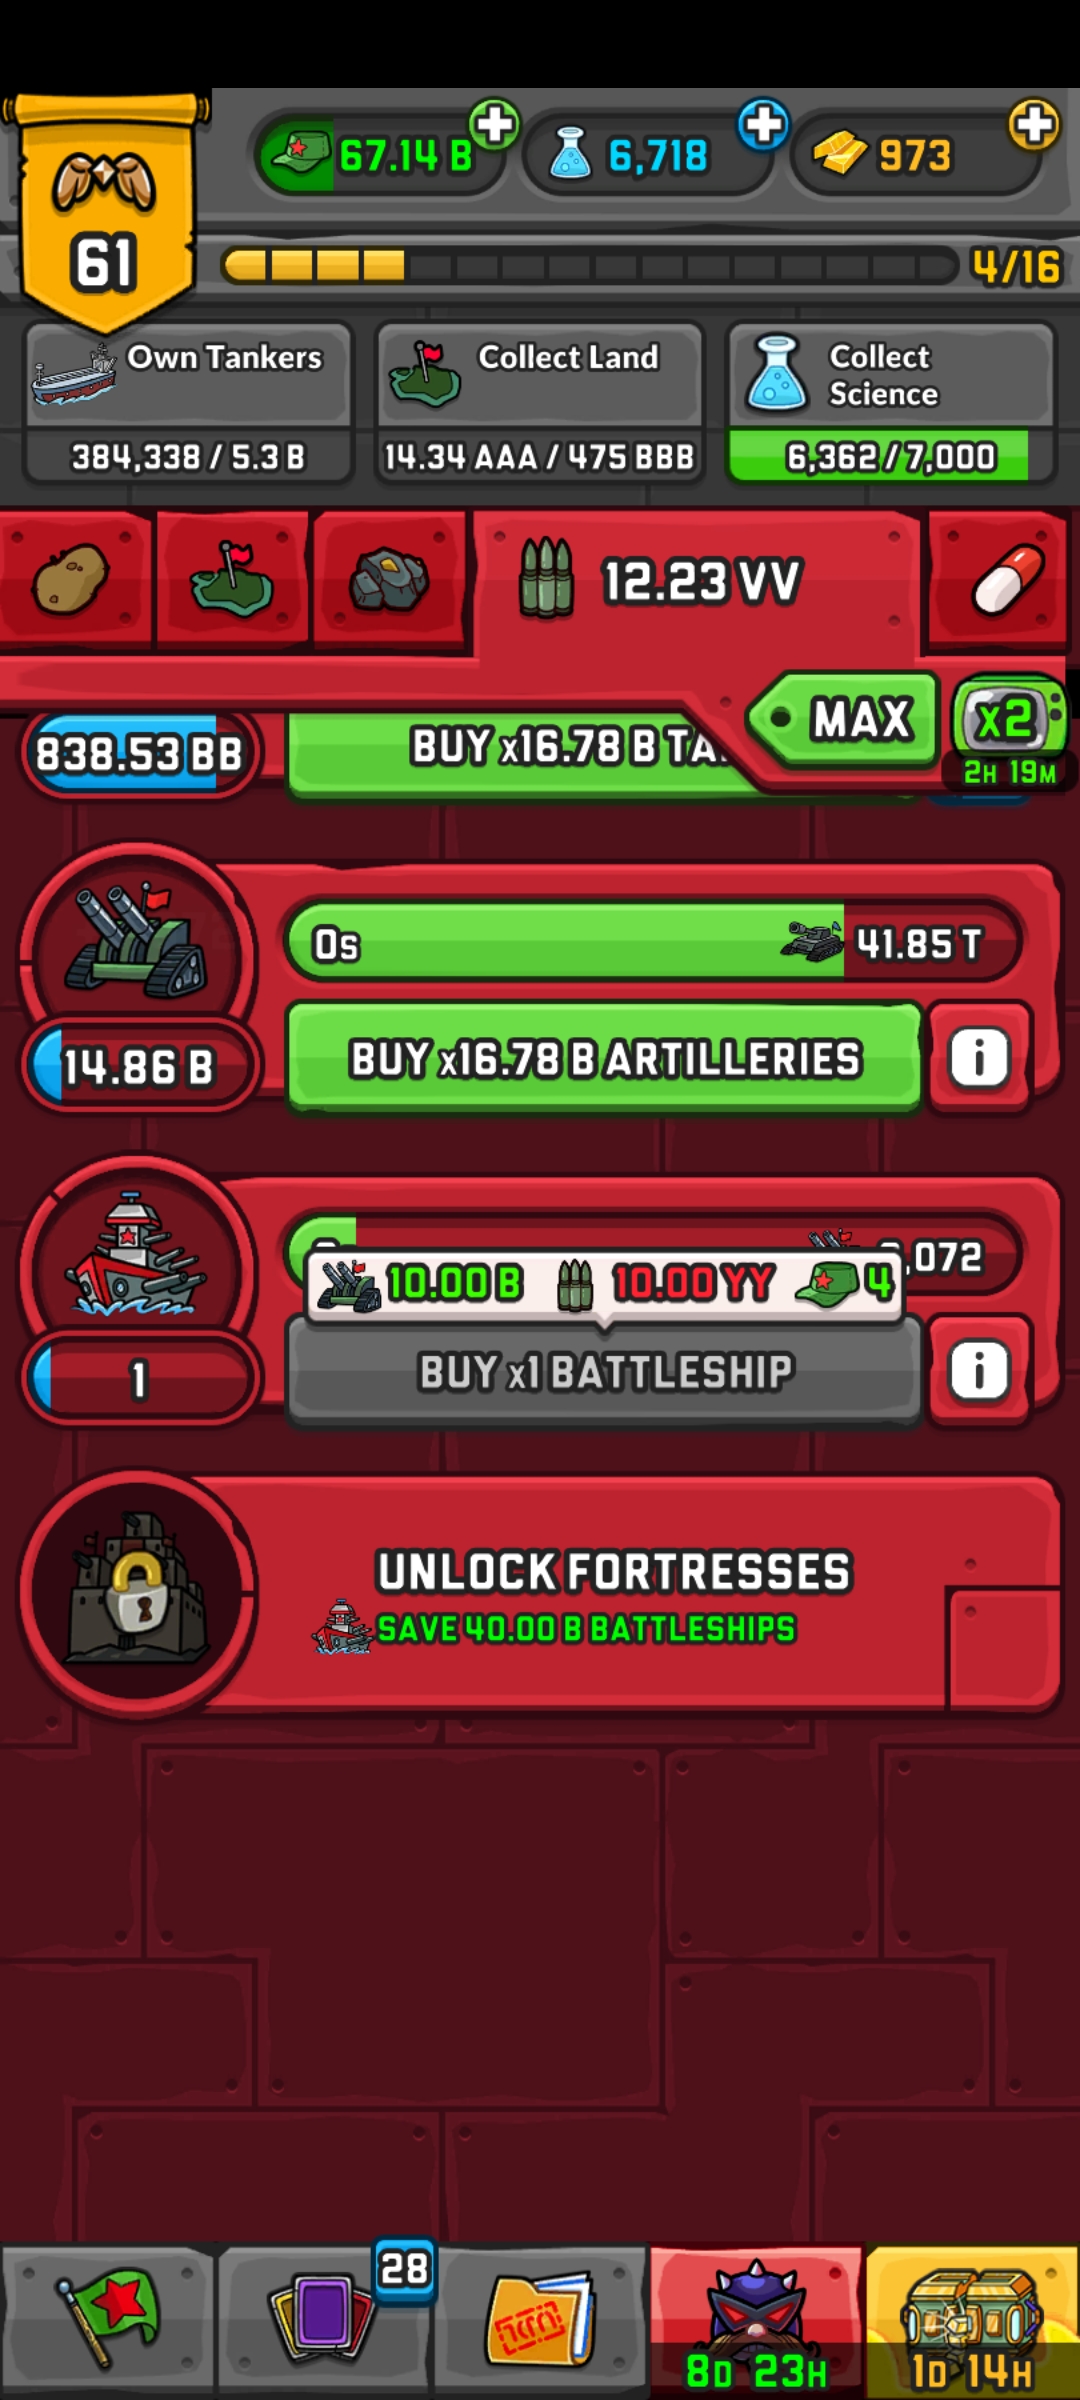 67.14 B
6,718
973
61
4/16
Own Tankers
384,338 / 5.3 B
Collect Land
14.34 AAA / 475 BBB
Collect
Science
6,362 / 7,000
12.23 VV
MAX
x2
2H 19M
838.53 BB
BUY x16.78 B
0s
41.85 T
14.86 B
BUY x16.78 B ARTILLERIES
,072
10.00 B
10.00 YY
4
1
BUY x1 BATTLESHIP
UNLOCK FORTRESSES
SAVE 40.00 B BATTLESHIPS
28
8D 23H
1D 14H